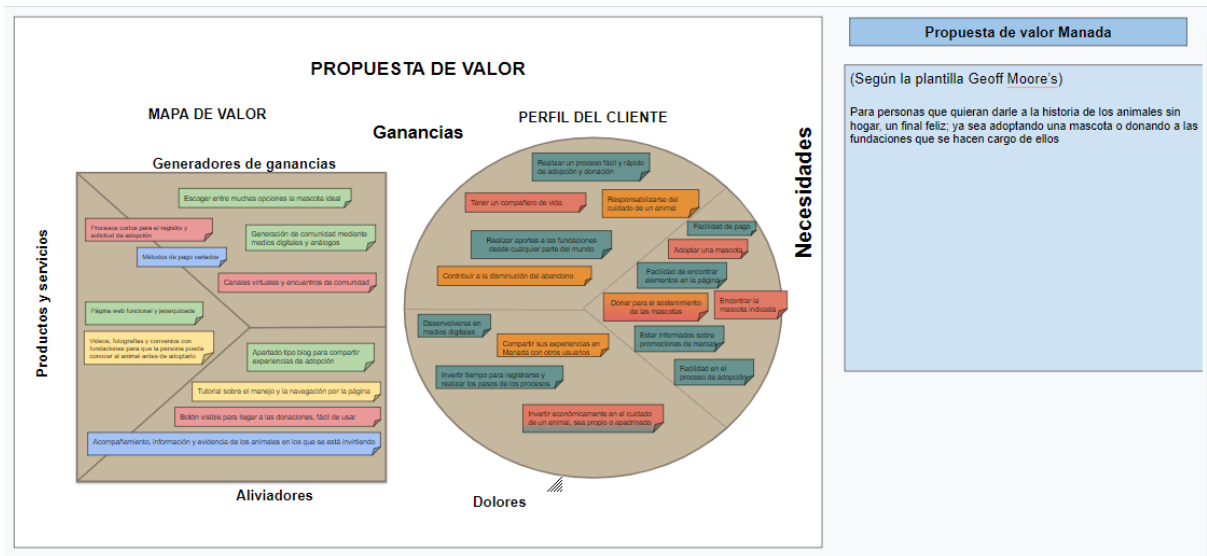 PROPUESTA DE VALOR
MAPA DE VALOR
PERFIL DEL CLIENTE
Ganancias
Generadores de ganancias
Productos y servicios
Escoger entre muchas opciones la mascota ideal
Procesos cortos para el registro y
solicitud de adopción
Generación de comunidad mediante
medios digitales y análogos
Métodos de pago variados
Canales virtuales y encuentros de comunidad
Página web funcional y jerarquizada
Videos, fotografías y convenios con
fundaciones para que la persona pueda
conocer al animal antes de adoptarlo
Apartado tipo blog para compartir
experiencias de adopción
Tutorial sobre el manejo y la navegación por la página
Botón visible para llegar a las donaciones, fácil de usar
Acompañamiento, información y evidencia de los animales en los que se está invirtiendo
Aliviadores
Realizar un proceso fácil y rápido
de adopción y donación
Tener un compañero de vida
Responsabilizarse del
cuidado de un animal
Realizar aportes a las fundaciones
desde cualquier parte del mundo
Contribuir a la disminución del abandono
Facilidad de pago
Adoptar una mascota
Facilidad de encontrar
elementos en la página
Donar para el sostenimiento
de las mascotas
Encontrar la
mascota indicada
Estar informados sobre
promociones de marcas
Facilidad en el
proceso de adopción
Necesidades
Desenvolverse en
medios digitales
Compartir sus experiencias en
Manada con otros usuarios
Invertir tiempo para registrarse y
realizar los pasos de los procesos
Invertir económicamente en el cuidado
de un animal, sea propio o apadrinado
Dolores
Propuesta de valor Manada
(Según la plantilla Geoff Moore's)
Para personas que quieran darle a la historia de los animales sin
hogar, un final feliz; ya sea adoptando una mascota o donando a las
fundaciones que se hacen cargo de ellos